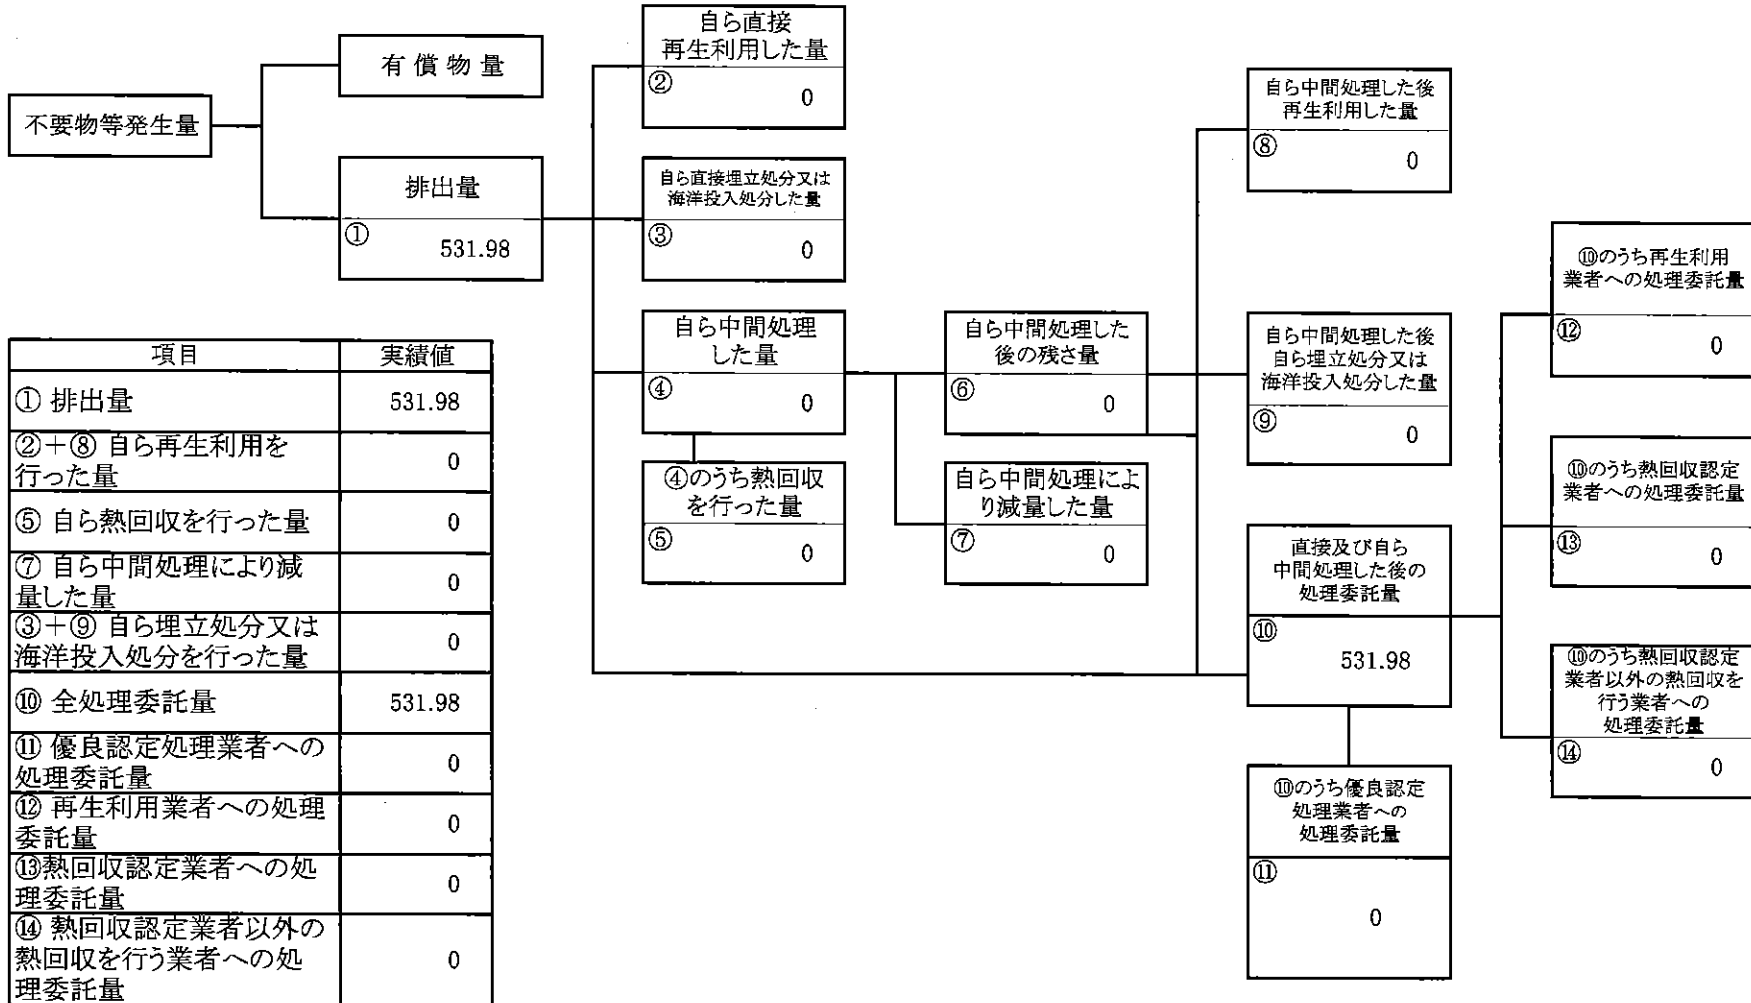 不要物等発生量
有償物量
排出量
①
531.98
自ら直接
再生利用した量
②
0
自ら直接埋立処分又は
海洋投入処分した量
③
0
自ら中間処理
した量
④
0
④のうち熱回収
を行った量
⑤
0
自ら中間処理した
後の残さ量
⑥
0
自ら中間処理によ
り減量した量
⑦
0
自ら中間処理した後
再生利用した量
⑧
0
自ら中間処理した後
自ら埋立処分又は
海洋投入処分した量
⑨
0
直接及び自ら
中間処理した後の
処理委託量
⑩
531.98
⑩のうち優良認定
処理業者への
処理委託量
⑪
0
⑩のうち再生利用
業者への処理委託量
⑫
0
⑩のうち熱回収認定
業者への処理委託量
⑬
0
⑩のうち熱回収認定
業者以外の熱回収を
行う業者への
処理委託量
⑭
0
項目 実績値
① 排出量 531.98
②＋⑧ 自ら再生利用を
行った量 0
⑤ 自ら熱回収を行った量 0
⑦ 自ら中間処理により減
量した量 0
③＋⑨ 自ら埋立処分又は
海洋投入処分を行った量 0
⑩ 全処理委託量 531.98
⑪ 優良認定処理業者への
処理委託量 0
⑫ 再生利用業者への処理
委託量 0
⑬熱回収認定業者への処
理委託量 0
⑭ 熱回収認定業者以外の
熱回収を行う業者への処
理委託量 0